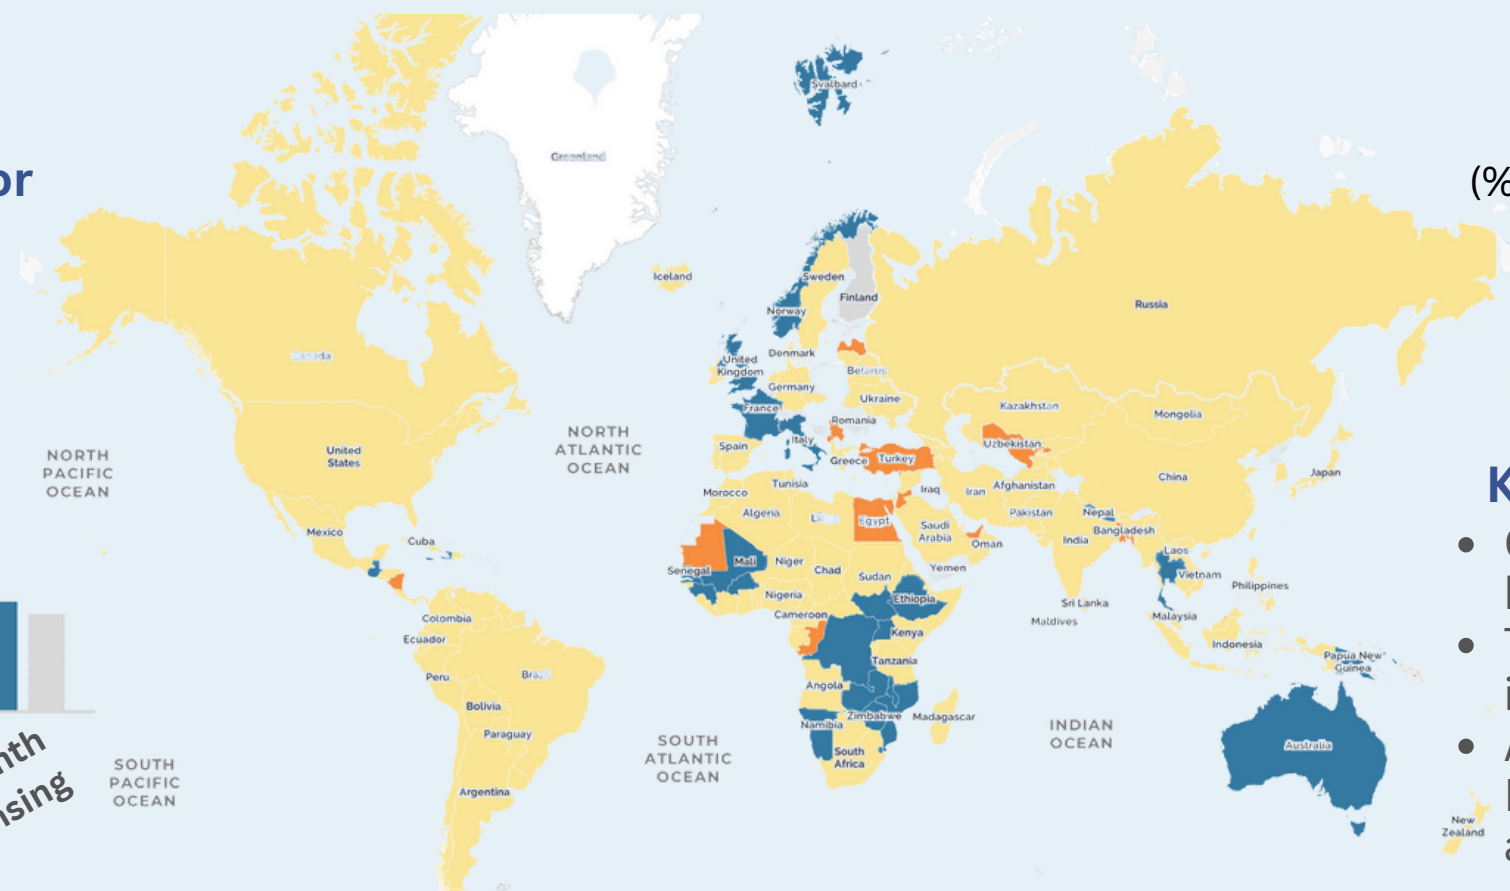 or
(%
K
nth
nsing
Svalbard
Greenland
Iceland
Sweden
Finland
Norway
Russia
Canada
United
Kingdom
Denmark
Belarus
Germany
Ukraine
France
Romania
Italy
Spain
Greece
Turkey
Kazakhstan
Mongolia
Uzbekistan
NORTH
ATLANTIC
OCEAN
NORTH
PACIFIC
OCEAN
United
States
Mexico
Cuba
Morocco
Tunisia
Algeria
Egypt
Iraq
Iran
Afghanistan
Pakistan
China
Japan
Saudi
Arabia
Oman
Yemen
Nepal
Bangladesh
India
Laos
Vietnam
Philippines
Senegal
Mali
Niger
Chad
Sudan
Nigeria
Ethiopia
Cameroon
Kenya
Sri Lanka
Maldives
Malaysia
Indonesia
Papua New
Guinea
Colombia
Ecuador
Peru
Brazil
Bolivia
Paraguay
Argentina
Tanzania
Angola
Zimbabwe
Madagascar
Namibia
South
Africa
SOUTH
PACIFIC
OCEAN
SOUTH
ATLANTIC
OCEAN
INDIAN
OCEAN
Australia
New
Zealand